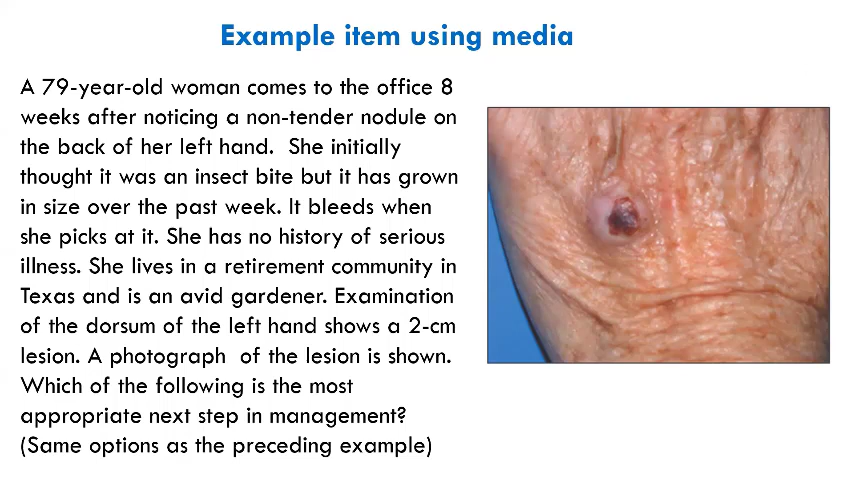 Example item using media
A 79-year-old woman comes to the office 8
weeks after noticing a non-tender nodule on
the back of her left hand.  She initially
thought it was an insect bite but it has grown
in size over the past week. It bleeds when
she picks at it. She has no history of serious
illness. She lives in a retirement community in
Texas and is an avid gardener. Examination
of the dorsum of the left hand shows a 2-cm
lesion. A photograph  of the lesion is shown.
Which of the following is the most
appropriate next step in management?
(Same options as the preceding example)